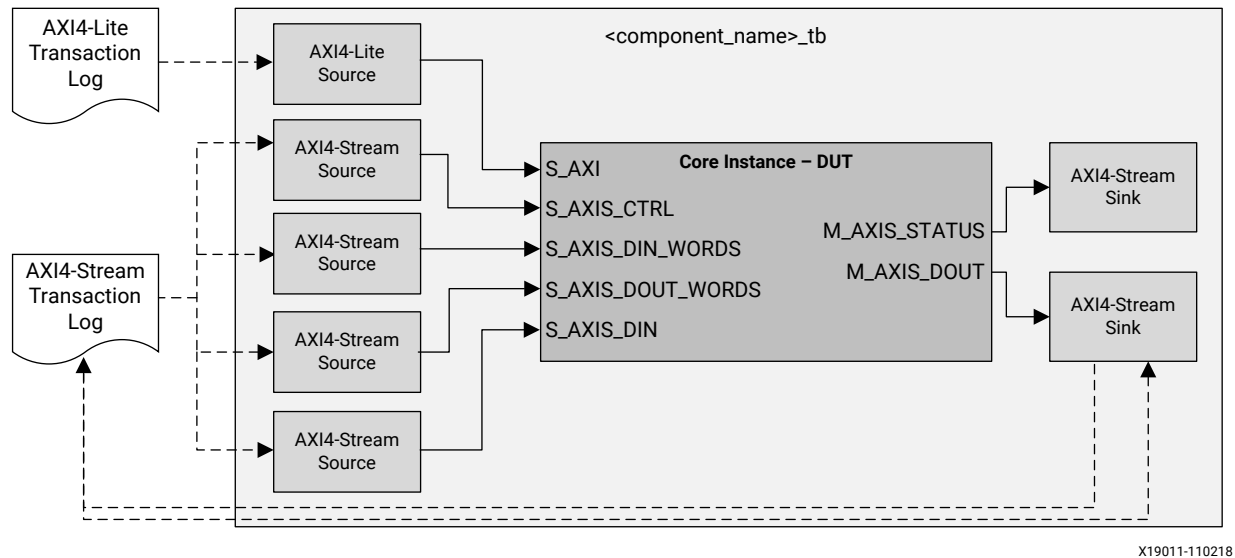 AXI4-Lite
Transaction
Log
<component_name>_tb
AXI4-Lite
Source
AXI4-Stream
Source
AXI4-Stream
Source
AXI4-Stream
Source
AXI4-Stream
Source
AXI4-Stream
Transaction
Log
Core Instance – DUT
S_AXI
S_AXIS_CTRL
S_AXIS_DIN_WORDS
S_AXIS_DOUT_WORDS
S_AXIS_DIN
M_AXIS_STATUS
M_AXIS_DOUT
AXI4-Stream
Sink
AXI4-Stream
Sink
X19011-110218